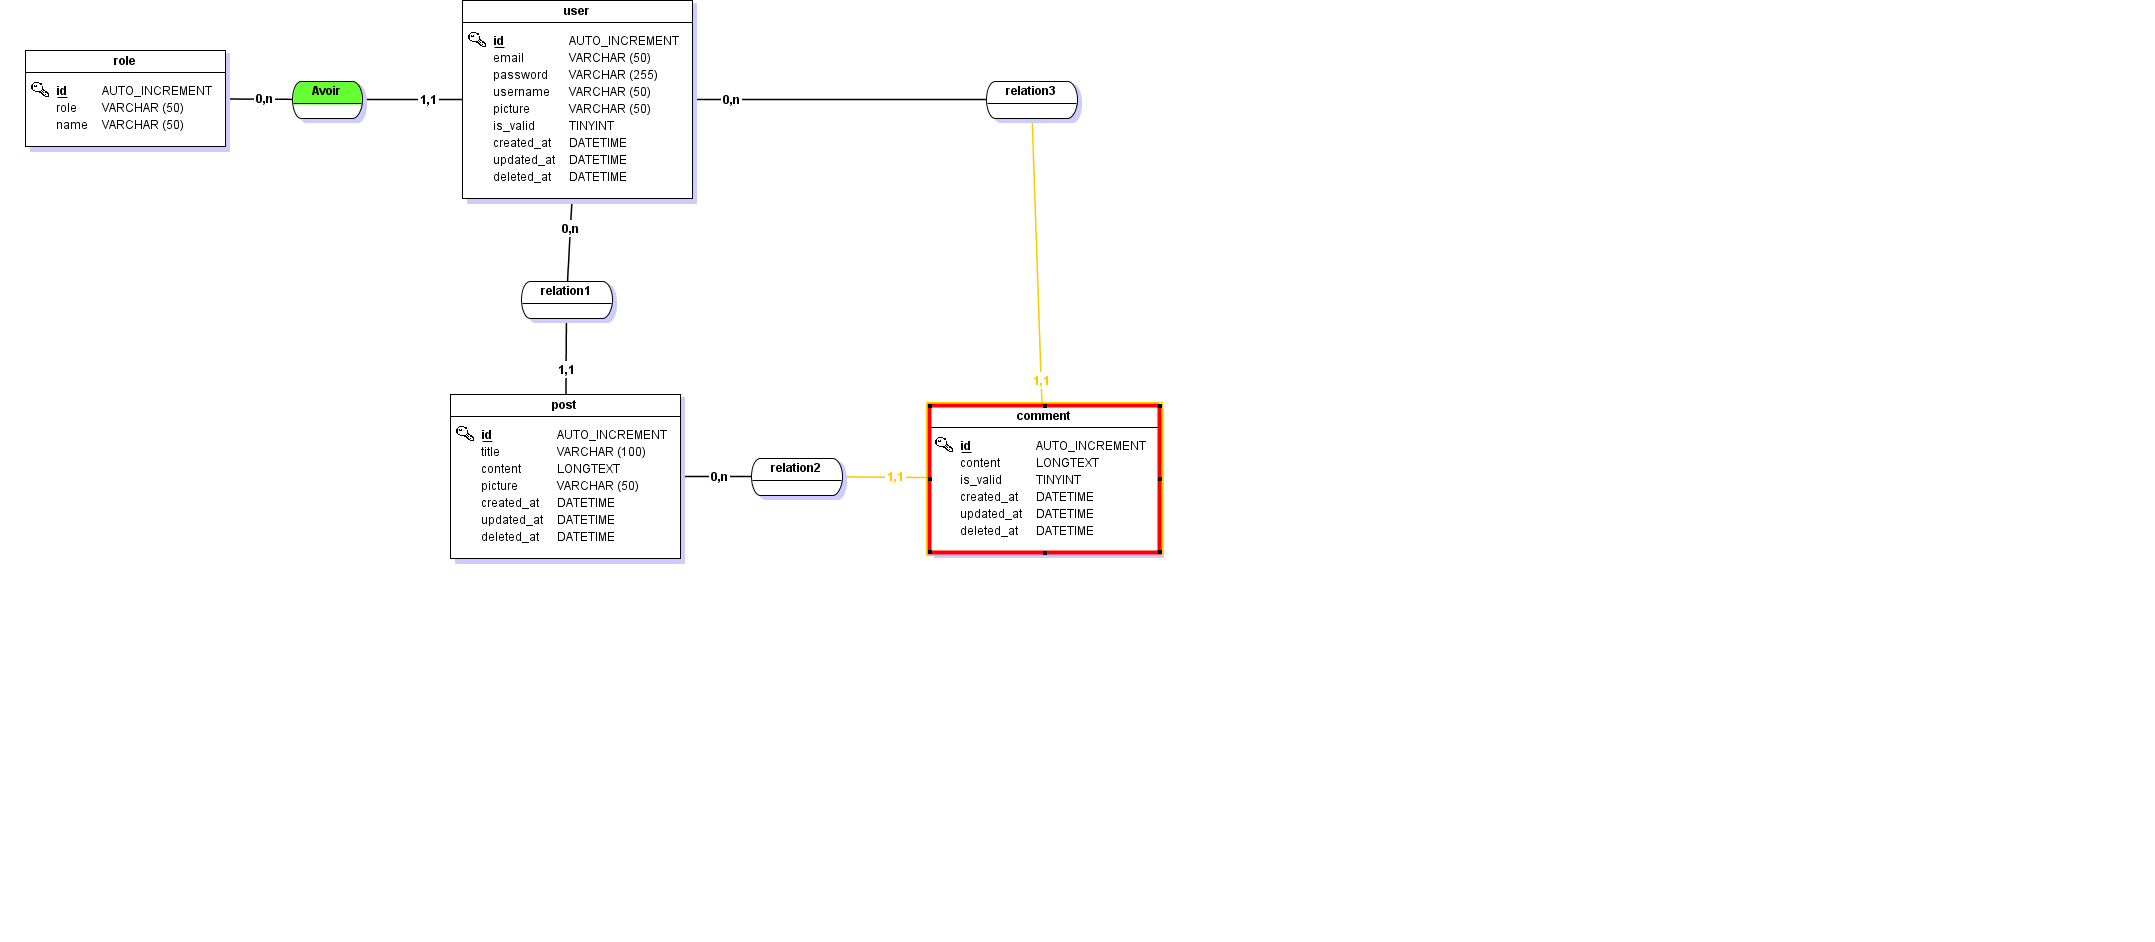 role
id AUTO_INCREMENT
role VARCHAR (50)
name VARCHAR (50)
0,n
Avoir
1,1
user
id AUTO_INCREMENT
email VARCHAR (50)
password VARCHAR (255)
username VARCHAR (50)
picture VARCHAR (50)
is_valid TINYINT
created_at DATETIME
updated_at DATETIME
deleted_at DATETIME
0,n
relation3
1,1
0,n
relation1
1,1
post
id AUTO_INCREMENT
title VARCHAR (100)
content LONGTEXT
picture VARCHAR (50)
created_at DATETIME
updated_at DATETIME
deleted_at DATETIME
0,n
relation2
1,1
comment
id AUTO_INCREMENT
content LONGTEXT
is_valid TINYINT
created_at DATETIME
updated_at DATETIME
deleted_at DATETIME